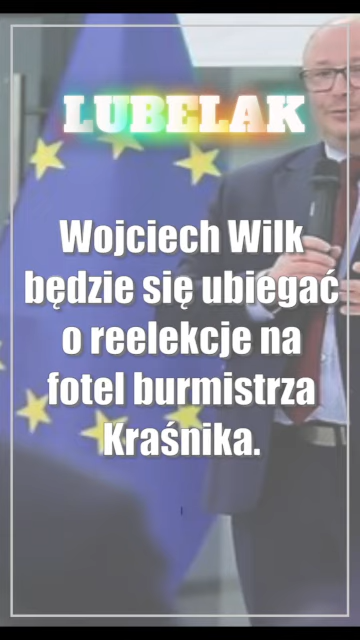 LUBELAK
Wojciech Wilk
będzie się ubiegać
o reelekcje na
fotel burmistrza
Kraśnika.